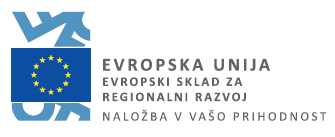 EVROPSKA UNIJA
EVROPSKI SKLAD ZA
REGIONALNI RAZVOJ
NALOŽBA V VAŠO PRIHODNOST